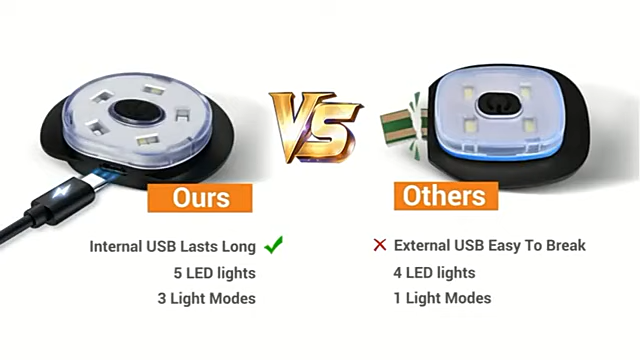 VS
Ours
Others
Internal USB Lasts Long
5 LED lights
3 Light Modes
External USB Easy To Break
4 LED lights
1 Light Modes